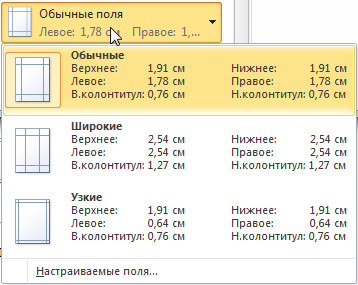 Обычные поля
Левое: 1,78 см Правое: 1,...
Обычные
Верхнее: 1,91 см Нижнее: 1,91 см
Левое: 1,78 см Правое: 1,78 см
В.колонтитул: 0,76 см Н.колонтитул: 0,76 см
Широкие
Верхнее: 2,54 см Нижнее: 2,54 см
Левое: 2,54 см Правое: 2,54 см
В.колонтитул: 1,27 см Н.колонтитул: 1,27 см
Узкие
Верхнее: 1,91 см Нижнее: 1,91 см
Левое: 0,64 см Правое: 0,64 см
В.колонтитул: 0,76 см Н.колонтитул: 0,76 см
Настраиваемые поля...